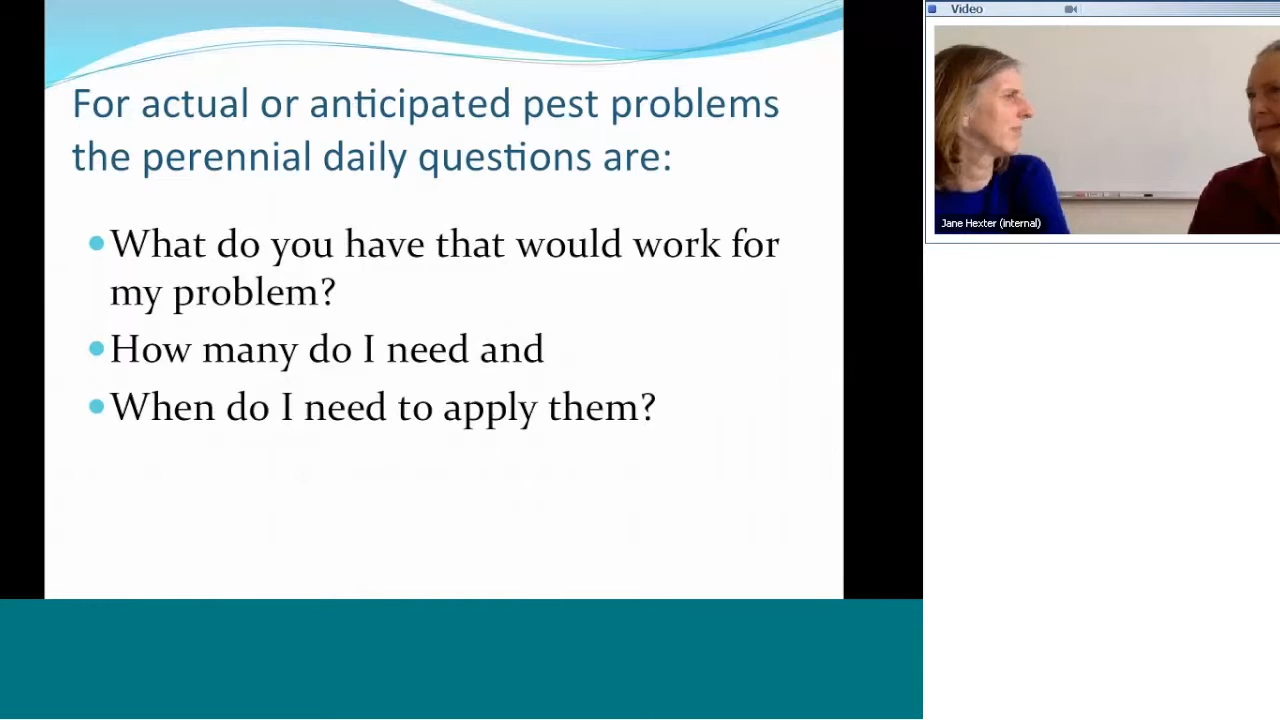 For actual or anticipated pest problems
the perennial daily questions are:
•What do you have that would work for
my problem?
•How many do I need and
•When do I need to apply them?
Video
Jane Hexter (internal)